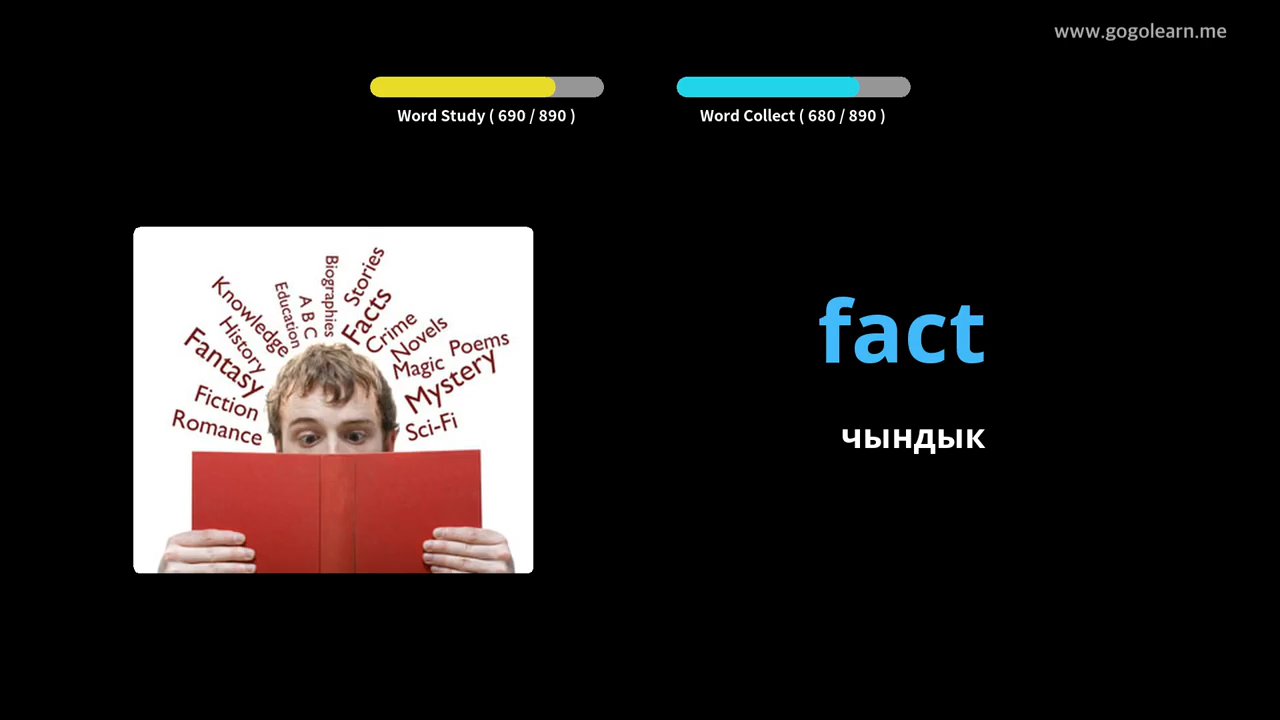 www.gogolearn.me
Word Study ( 690 / 890 )
Word Collect ( 680 / 890 )
Biographies
Stories
Education
A B C
Facts
Knowledge
Crime
History
Novels
Poems
Fantasy
Magic
Mystery
Fiction
Romance
Sci-Fi
fact
чындык